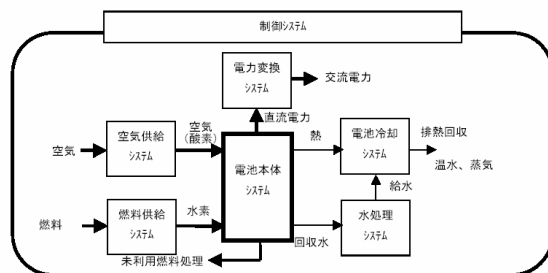 制御システム
電力変換
システム
交流電力
直流電力
空気
空気供給
システム
空気
(酸素)
電池本体
システム
熱
電池冷却
システム
排熱回収
温水、蒸気
給水
燃料
燃料供給
システム
水素
回収水
水処理
システム
未利用燃料処理